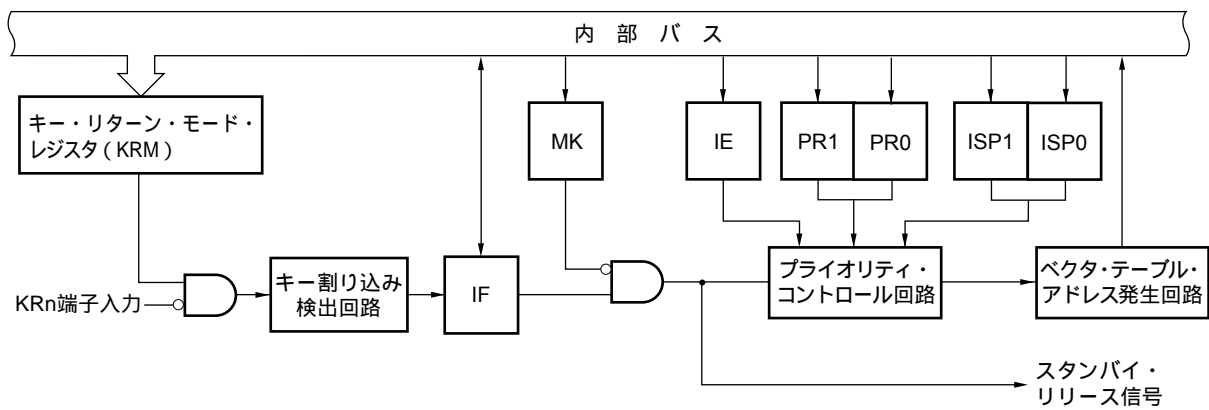 内 部 バ ス
キー・リターン・モード・
レジスタ（KRM）
MK
IE
PR1
PR0
ISP1
ISP0
KRn端子入力
キー割り込み
検出回路
IF
プライオリティ・
コントロール回路
ベクタ・テーブル・
アドレス発生回路
スタンバイ・
リリース信号